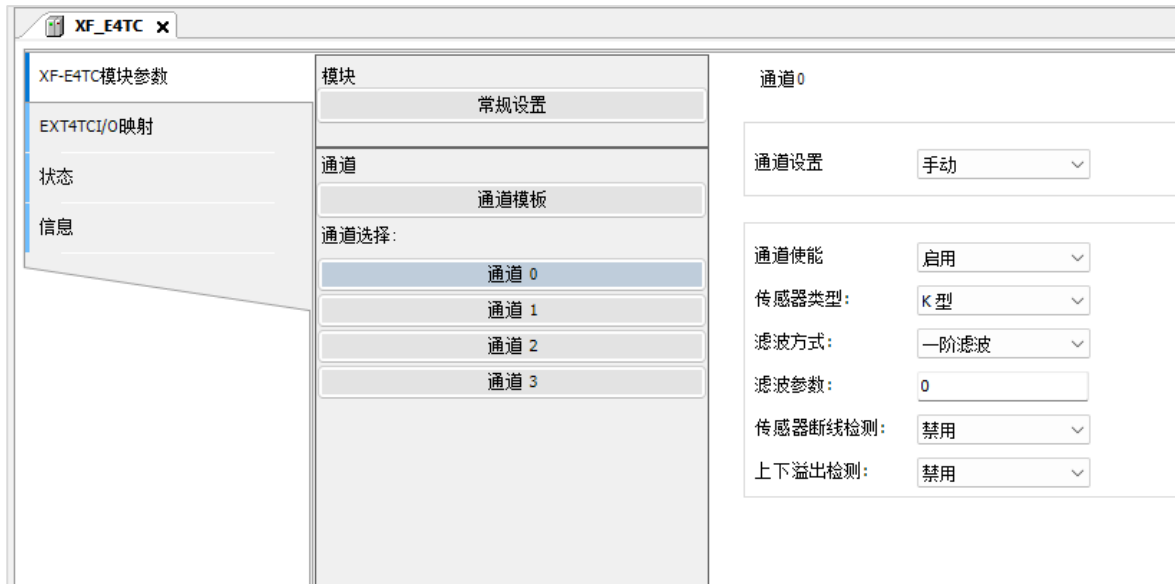 XF_E4TC
XF-E4TC模块参数
EXT4TCI/O映射
状态
信息
模块
常规设置
通道
通道模板
通道选择:
通道 0
通道 1
通道 2
通道 3
通道0
通道设置 手动
通道使能 启用
传感器类型: K 型
滤波方式: 一阶滤波
滤波参数: 0
传感器断线检测: 禁用
上下溢出检测: 禁用